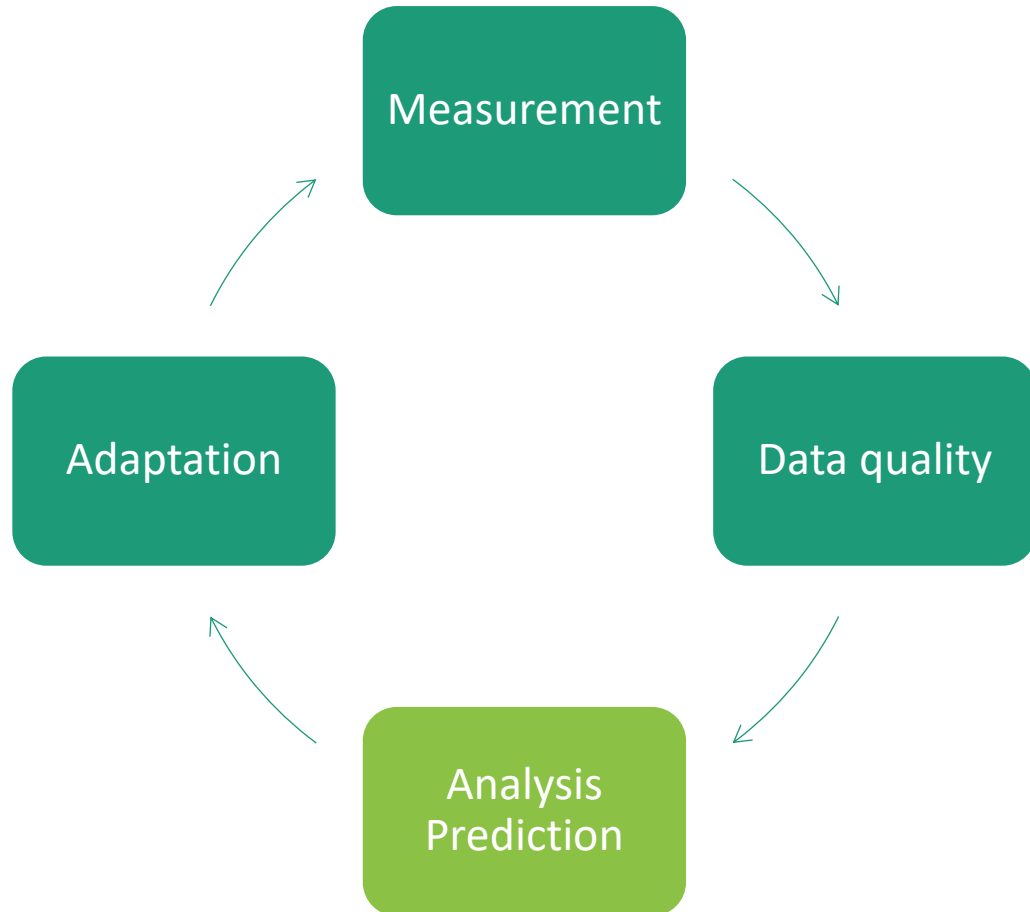 Measurement
Adaptation
Data quality
Analysis
Prediction